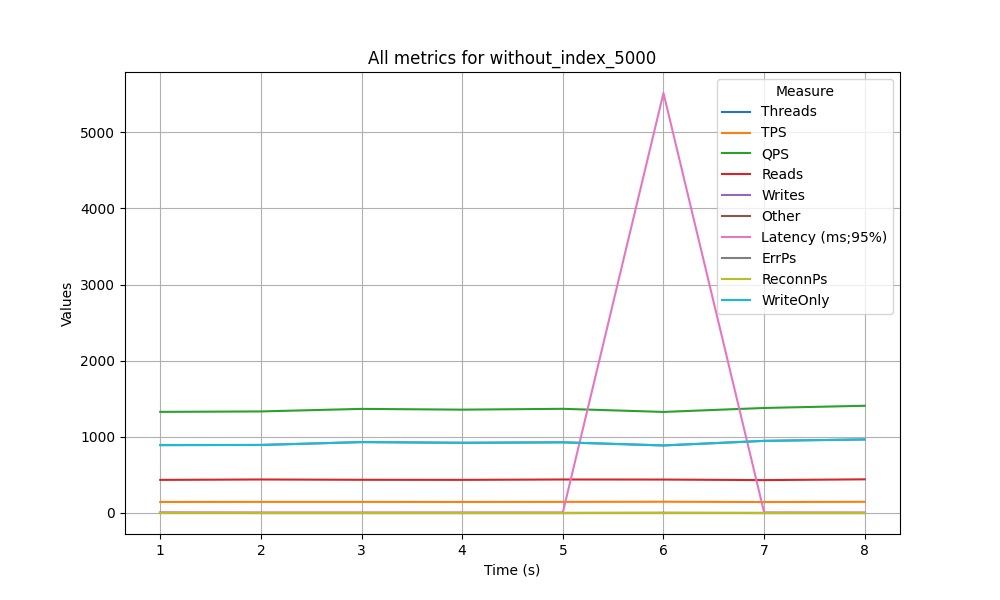 All metrics for without_index_5000
Measure
Threads
TPS
QPS
Reads
Writes
Other
Latency (ms;95%)
ErrPs
ReconnPs
WriteOnly
Values
5000
4000
3000
2000
1000
0
1 2 3 4 5 6 7 8
Time (s)